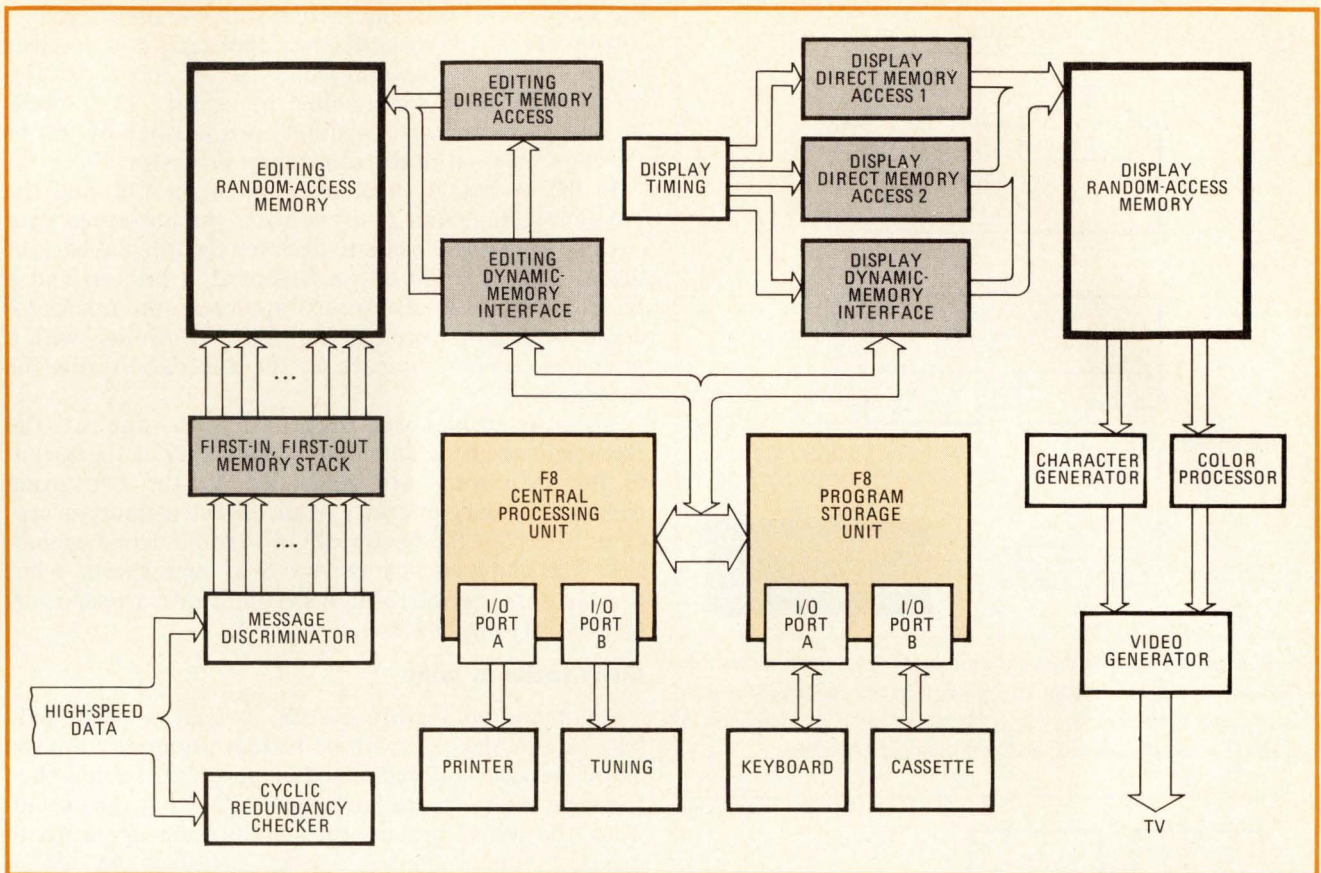 EDITING
RANDOM-ACCESS
MEMORY
EDITING
DIRECT MEMORY
ACCESS
EDITING
DYNAMIC-
MEMORY
INTERFACE
DISPLAY
TIMING
DISPLAY
DIRECT MEMORY
ACCESS 1
DISPLAY
DIRECT MEMORY
ACCESS 2
DISPLAY
DYNAMIC-
MEMORY
INTERFACE
DISPLAY
RANDOM-ACCESS
MEMORY
...
FIRST-IN, FIRST-OUT
MEMORY STACK
...
MESSAGE
DISCRIMINATOR
HIGH-SPEED
DATA
CYCLIC
REDUNDANCY
CHECKER
F8
CENTRAL
PROCESSING
UNIT
I/O
PORT
A
I/O
PORT
B
PRINTER
TUNING
F8
PROGRAM
STORAGE
UNIT
I/O
PORT
A
I/O
PORT
B
KEYBOARD
CASSETTE
CHARACTER
GENERATOR
COLOR
PROCESSOR
VIDEO
GENERATOR
TV